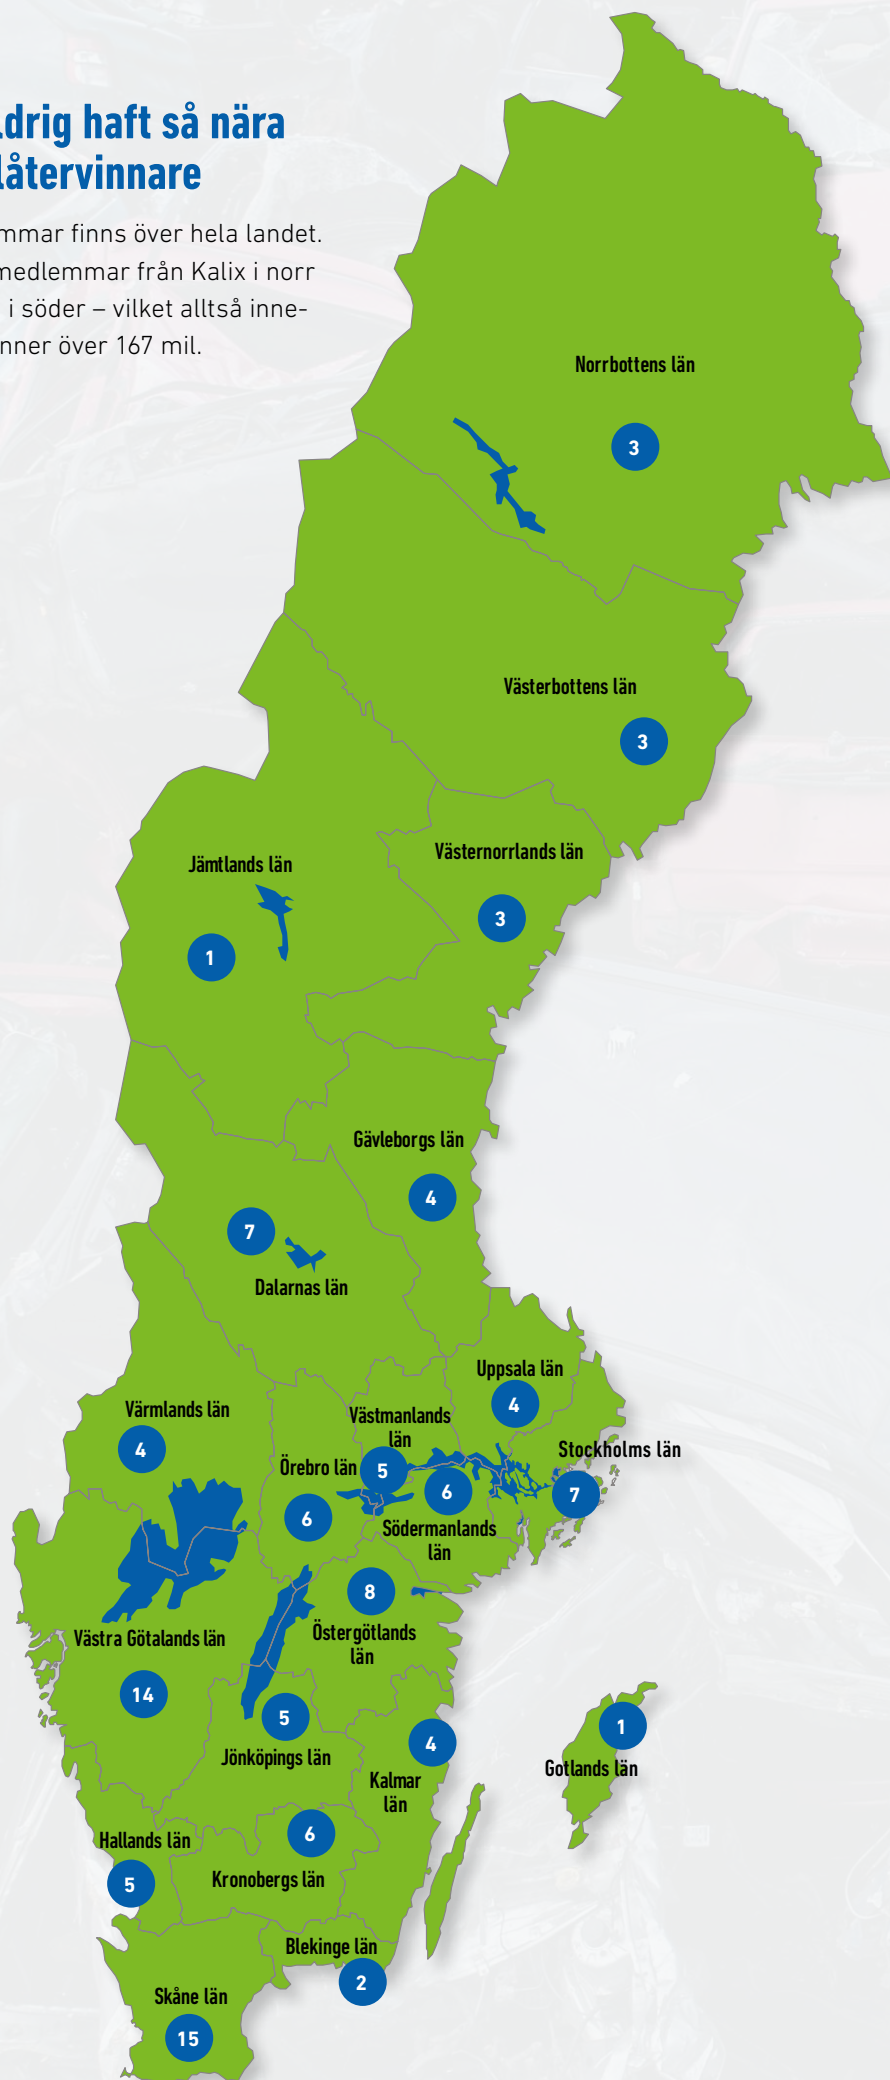 ldrig haft så nära
låtervinnare
mmar finns över hela landet.
medlemmar från Kalix i norr
i söder – vilket alltså inne-
nner över 167 mil.
Norrbottens län
3
Västerbottens län
3
Västernorrlands län
3
Jämtlands län
1
Gävleborgs län
4
7
Dalarnas län
Uppsala län
4
Värmlands län
4
Västmanlands
län
5
Stockholms län
7
Örebro län
6
6
Södermanlands
län
8
Östergötlands
län
Västra Götalands län
14
5
Jönköpings län
4
Kalmar
län
1
Gotlands län
Hallands län
5
6
Kronobergs län
Blekinge län
2
Skåne län
15